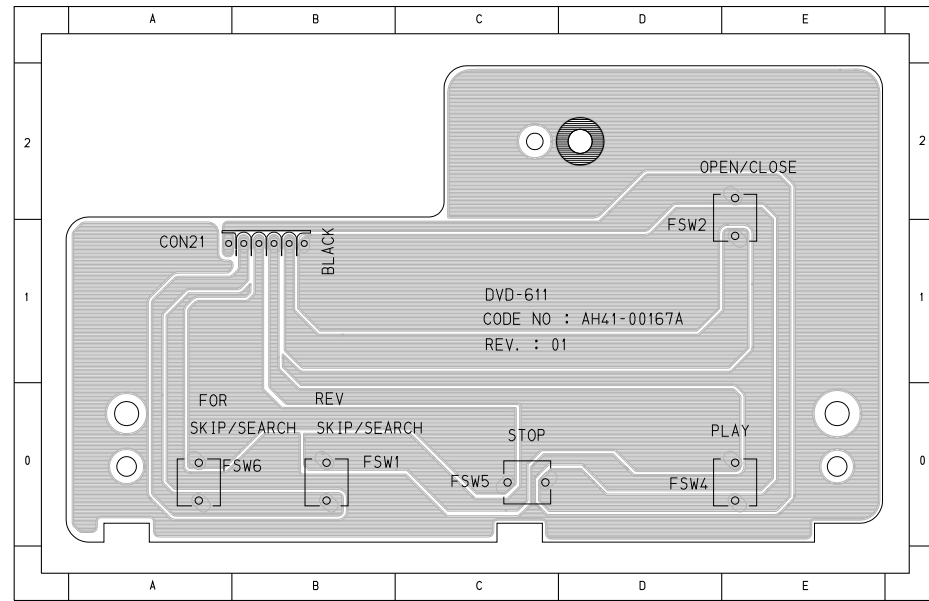 A B C D E
2 2
OPEN/CLOSE
FSW2
CON21
BLACK
1 1
DVD-611
CODE NO : AH41-00167A
REV. : 01
FOR REV
SKIP/SEARCH SKIP/SEARCH
STOP PLAY
0 0
FSW6 FSW1
FSW5 FSW4
A B C D E